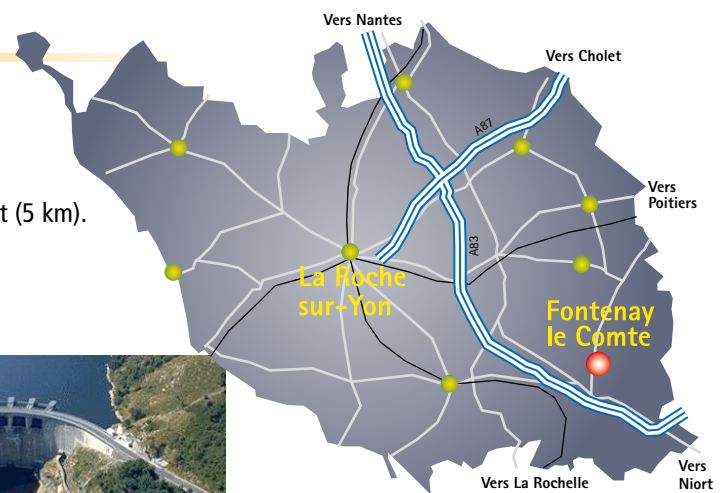 Vers Nantes
Vers Cholet
A87
t (5 km).
Vers
Poitiers
A83
La Roche
sur-Yon
Fontenay
le Comte
Vers La Rochelle
Vers
Niort